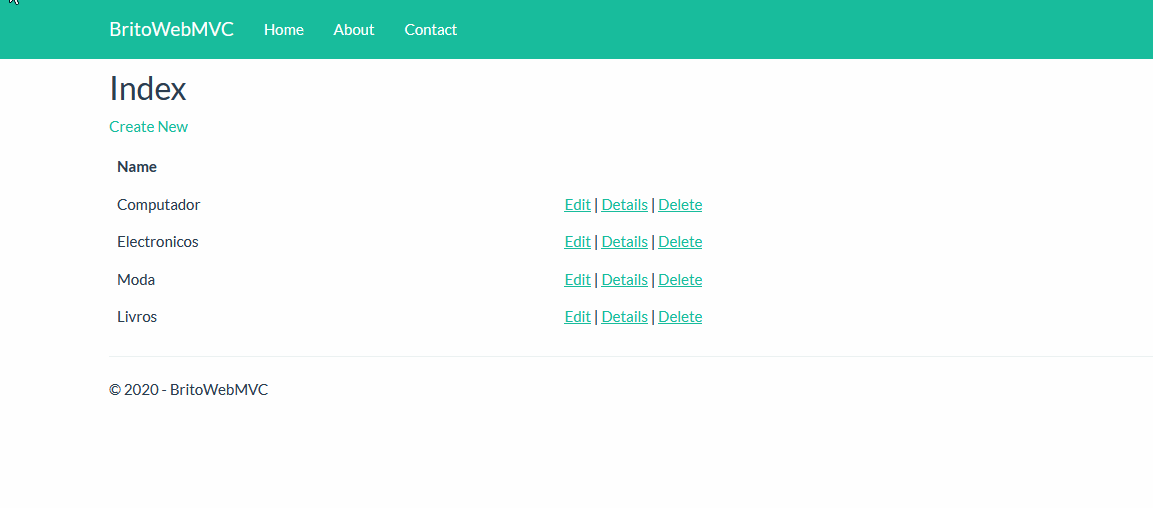 BritoWebMVC Home About Contact
Index
Create New
Name
Computador Edit | Details | Delete
Electronicos Edit | Details | Delete
Moda Edit | Details | Delete
Livros Edit | Details | Delete
© 2020 - BritoWebMVC